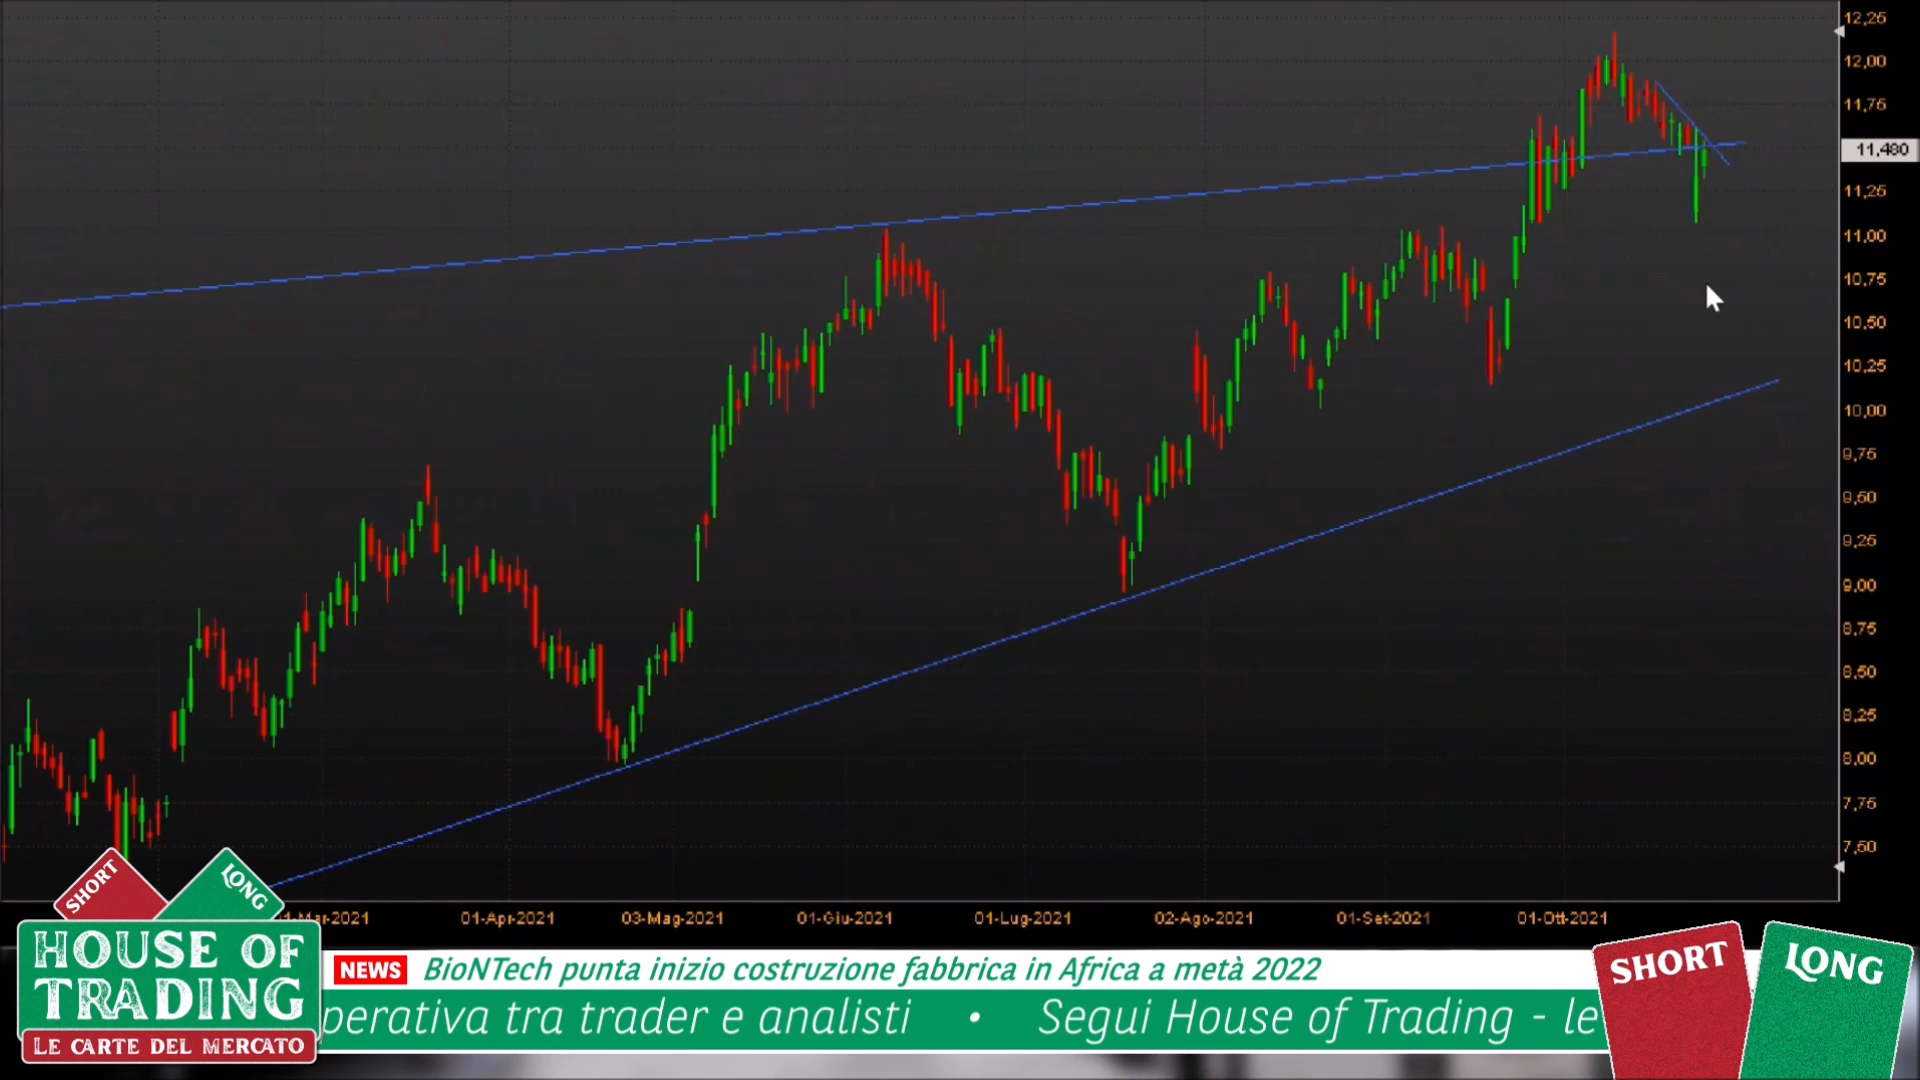 12,25
12,00
11,75
11,480
11,25
11,00
10,75
10,50
10,25
10,00
9,75
9,50
9,25
9,00
8,75
8,50
8,25
8,00
7,75
7,50
-Mar-2021 01-Apr-2021 03-Mag-2021 01-Giu-2021 01-Lug-2021 02-Ago-2021 01-Set-2021 01-Ott-2021
SHORT LONG
HOUSE OF
TRADING
LE CARTE DEL MERCATO
NEWS BioNTech punta inizio costruzione fabbrica in Africa a metà 2022
perativa tra trader e analisti • Segui House of Trading - le
SHORT LONG